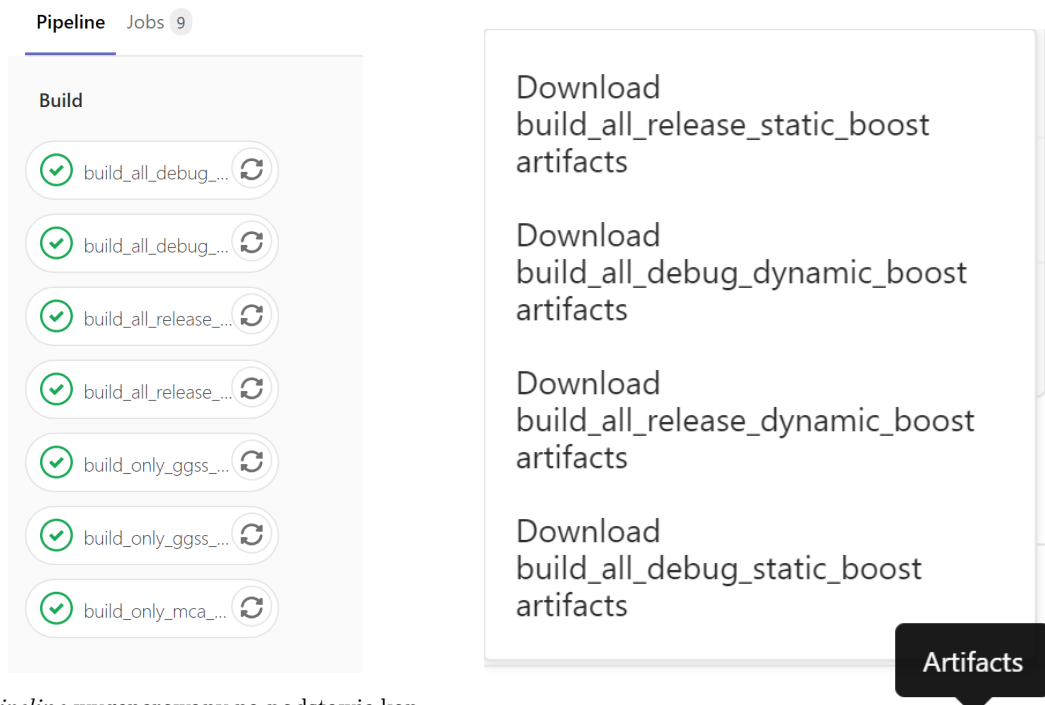 Pipeline Jobs 9
Build
build_all_debug_...
build_all_debug_...
build_all_release_...
build_all_release_...
build_only_ggss_...
build_only_ggss_...
build_only_mca_...
Download
build_all_release_static_boost
artifacts
Download
build_all_debug_dynamic_boost
artifacts
Download
build_all_release_dynamic_boost
artifacts
Download
build_all_debug_static_boost
artifacts
Artifacts